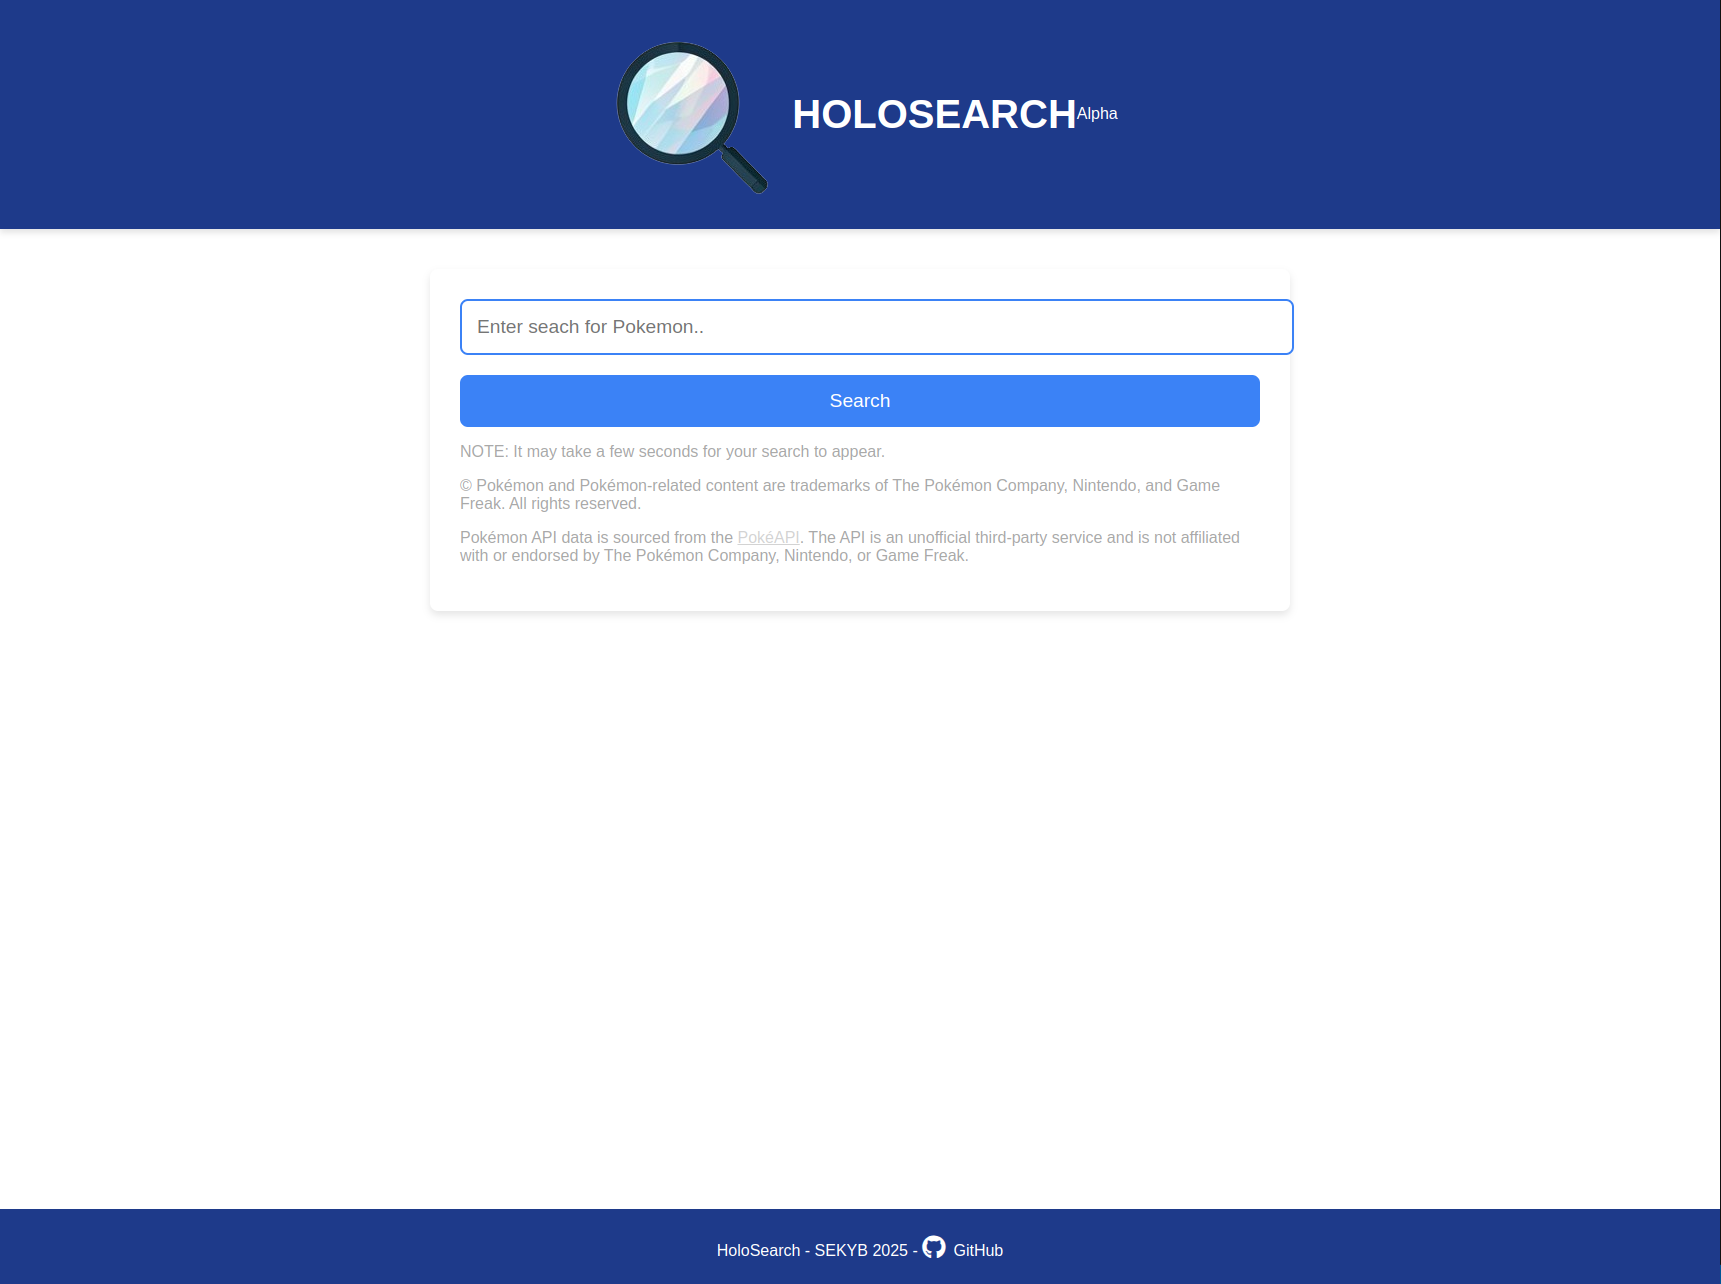 HOLOSEARCHAlpha
Enter seach for Pokemon..
Search
NOTE: It may take a few seconds for your search to appear.
© Pokémon and Pokémon-related content are trademarks of The Pokémon Company, Nintendo, and Game
Freak. All rights reserved.
Pokémon API data is sourced from the PokéAPI. The API is an unofficial third-party service and is not affiliated
with or endorsed by The Pokémon Company, Nintendo, or Game Freak.
HoloSearch - SEKYB 2025 - GitHub